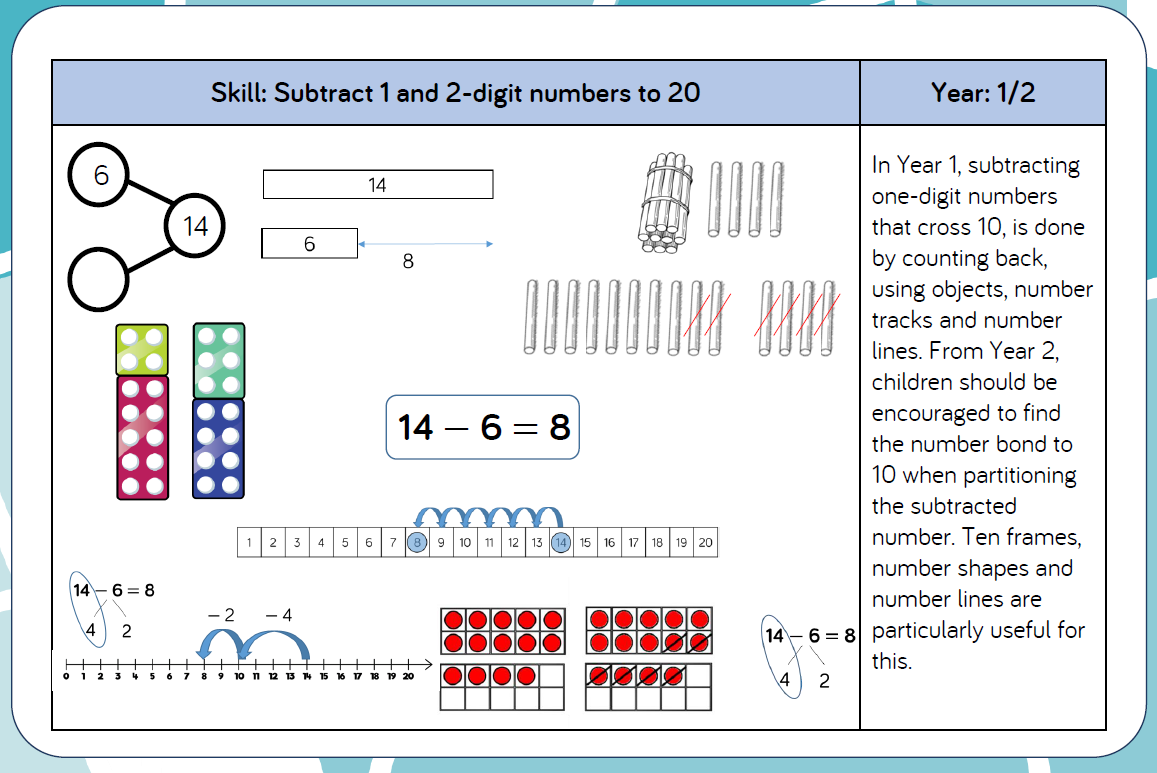 Skill: Subtract 1 and 2-digit numbers to 20
Year: 1/2
6
14
14
6
8
14 – 6 = 8
1 2 3 4 5 6 7 8 9 10 11 12 13 14 15 16 17 18 19 20
14 – 6 = 8
4 2
– 2 – 4
0 1 2 3 4 5 6 7 8 9 10 11 12 13 14 15 16 17 18 19 20
14 – 6 = 8
4 2
In Year 1, subtracting
one-digit numbers
that cross 10, is done
by counting back,
using objects, number
tracks and number
lines. From Year 2,
children should be
encouraged to find
the number bond to
10 when partitioning
the subtracted
number. Ten frames,
number shapes and
number lines are
particularly useful for
this.